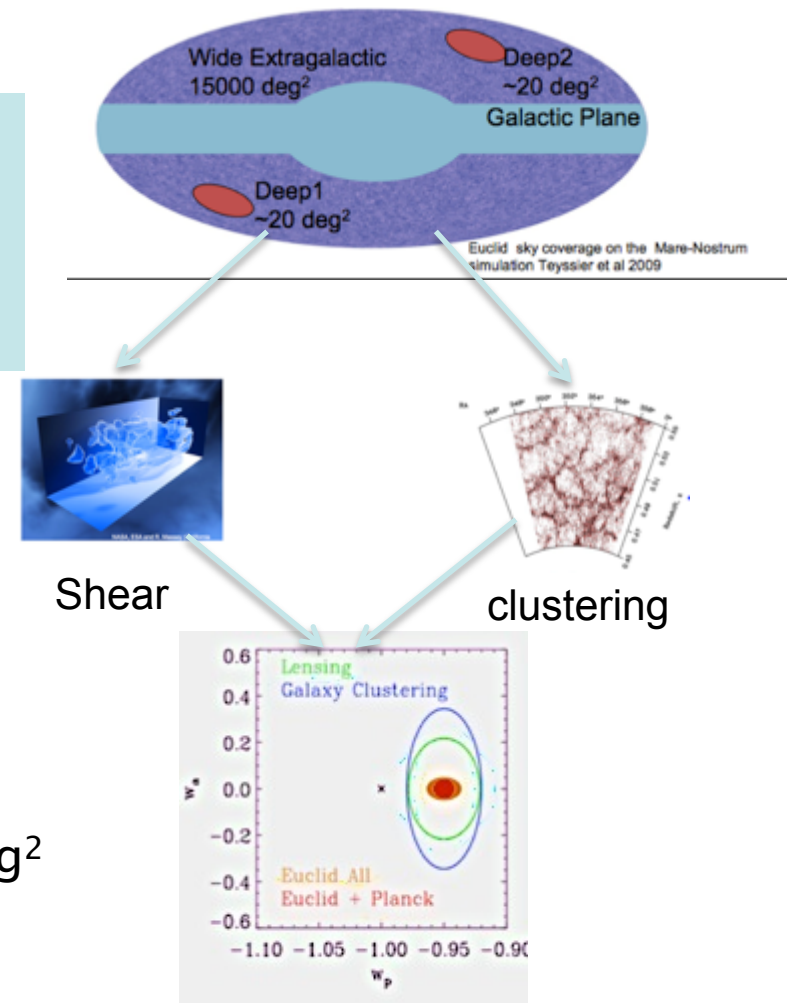 Wide Extragalactic
15000 deg²
Deep2
~20 deg²
Galactic Plane
Deep1
~20 deg²
Euclid sky coverage on the Mare-Nostrum
simulation Teyssier et al 2009
Shear
clustering
0.6
0.4
0.2
0.0
−0.2
−0.4
−0.6
wₐ
Lensing
Galaxy Clustering
Euclid All
Euclid + Planck
−1.10 −1.05 −1.00 −0.95 −0.90
wₚ
g²